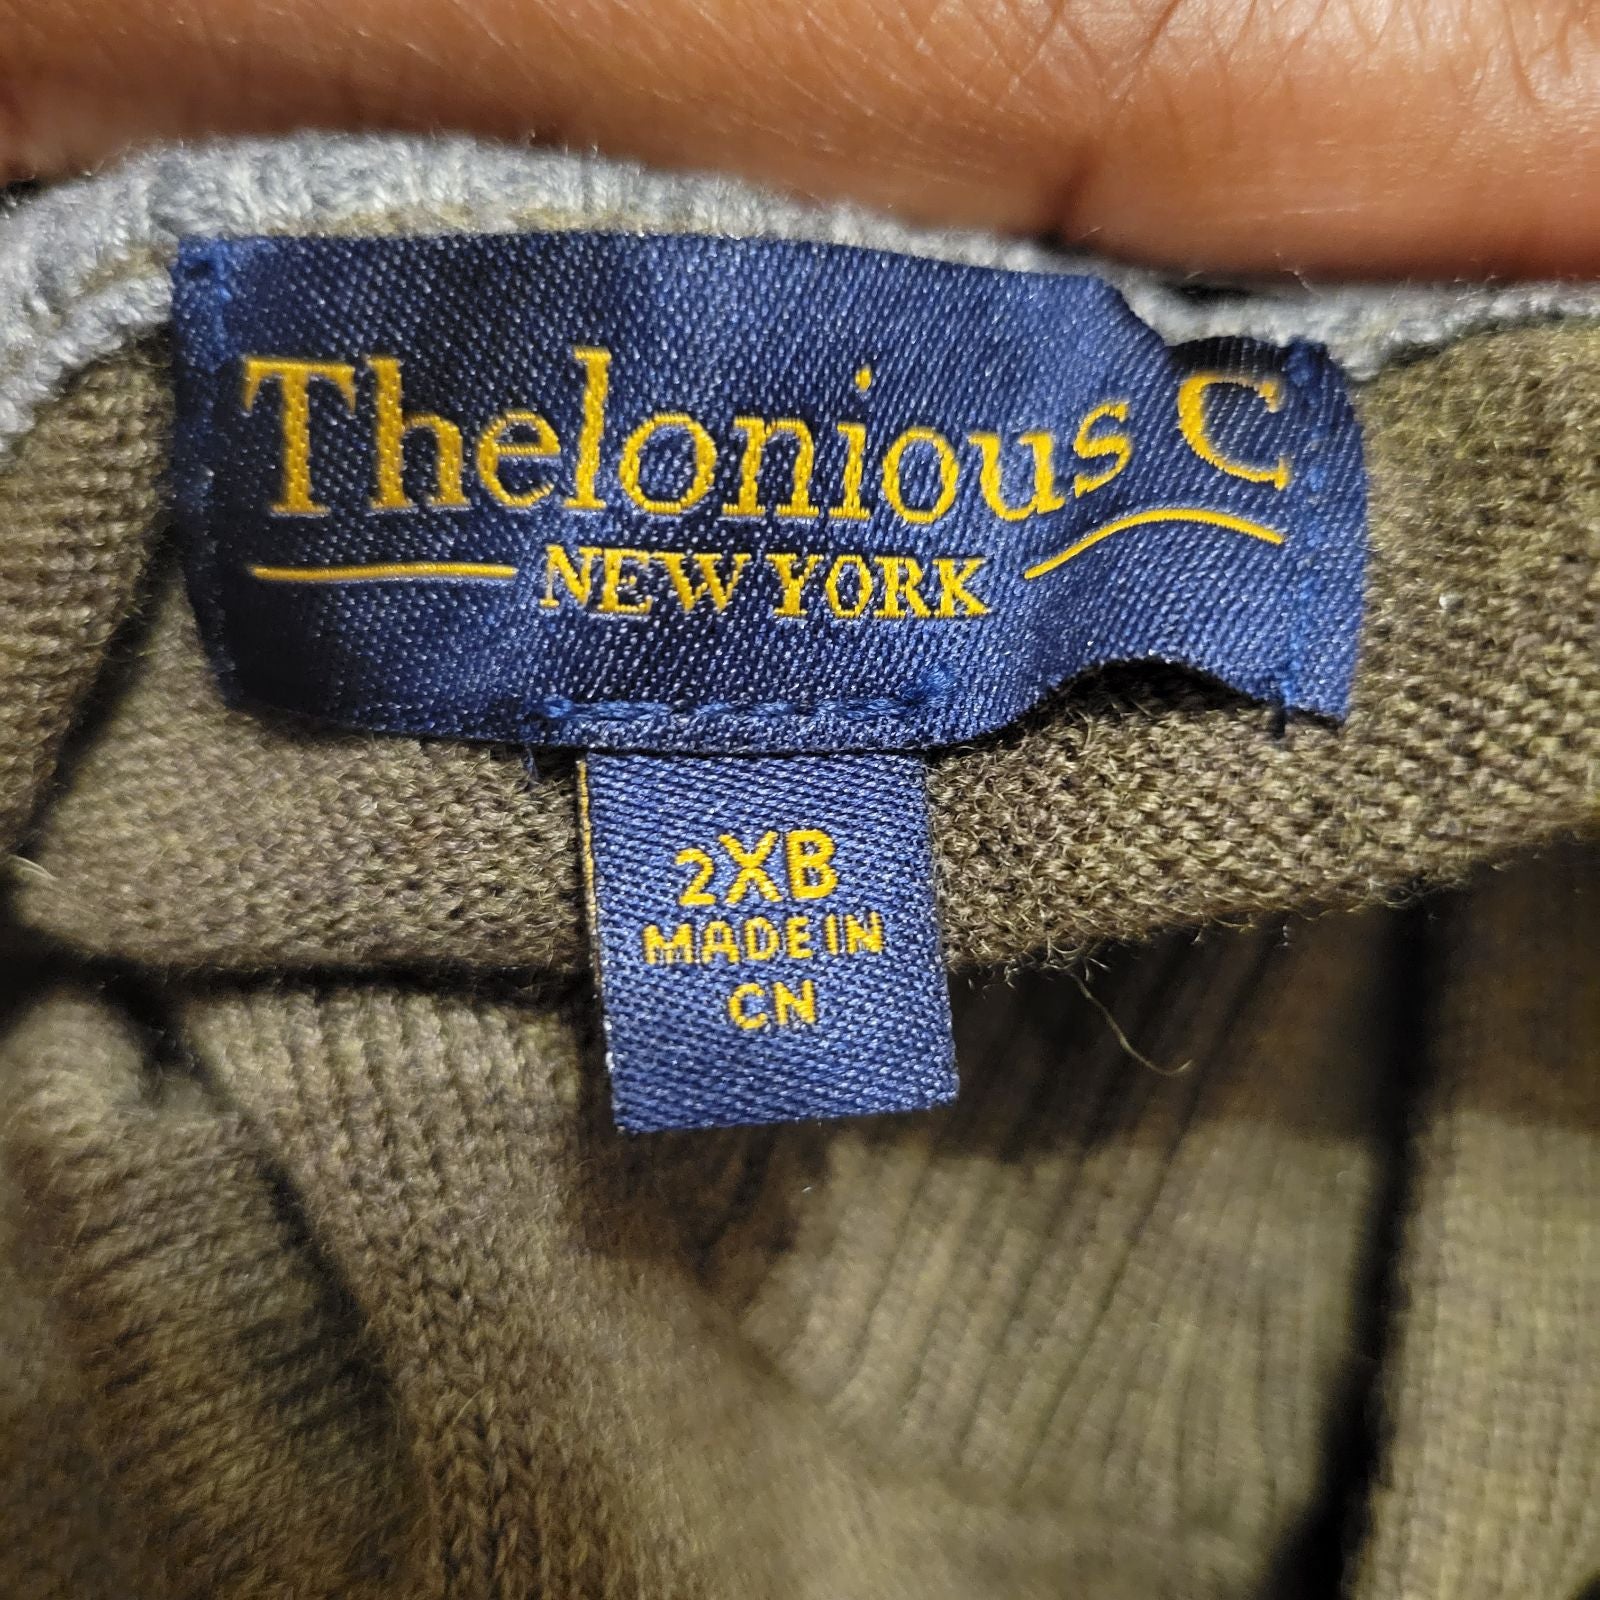 Thelonious C
NEW YORK
2XB
MADE IN
CN